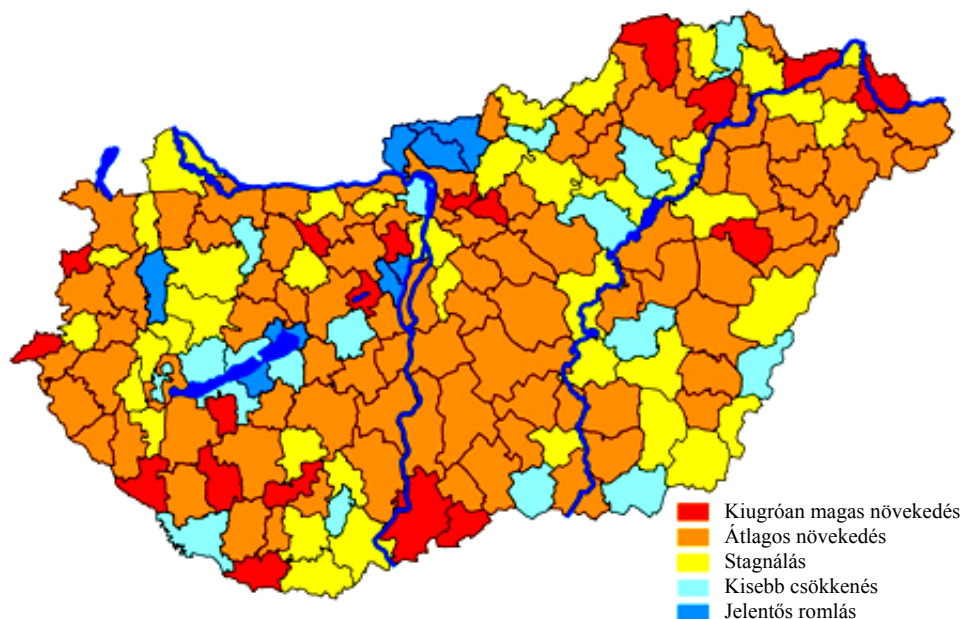 Kiugróan magas növekedés
Átlagos növekedés
Stagnálás
Kisebb csökkenés
Jelentős romlás